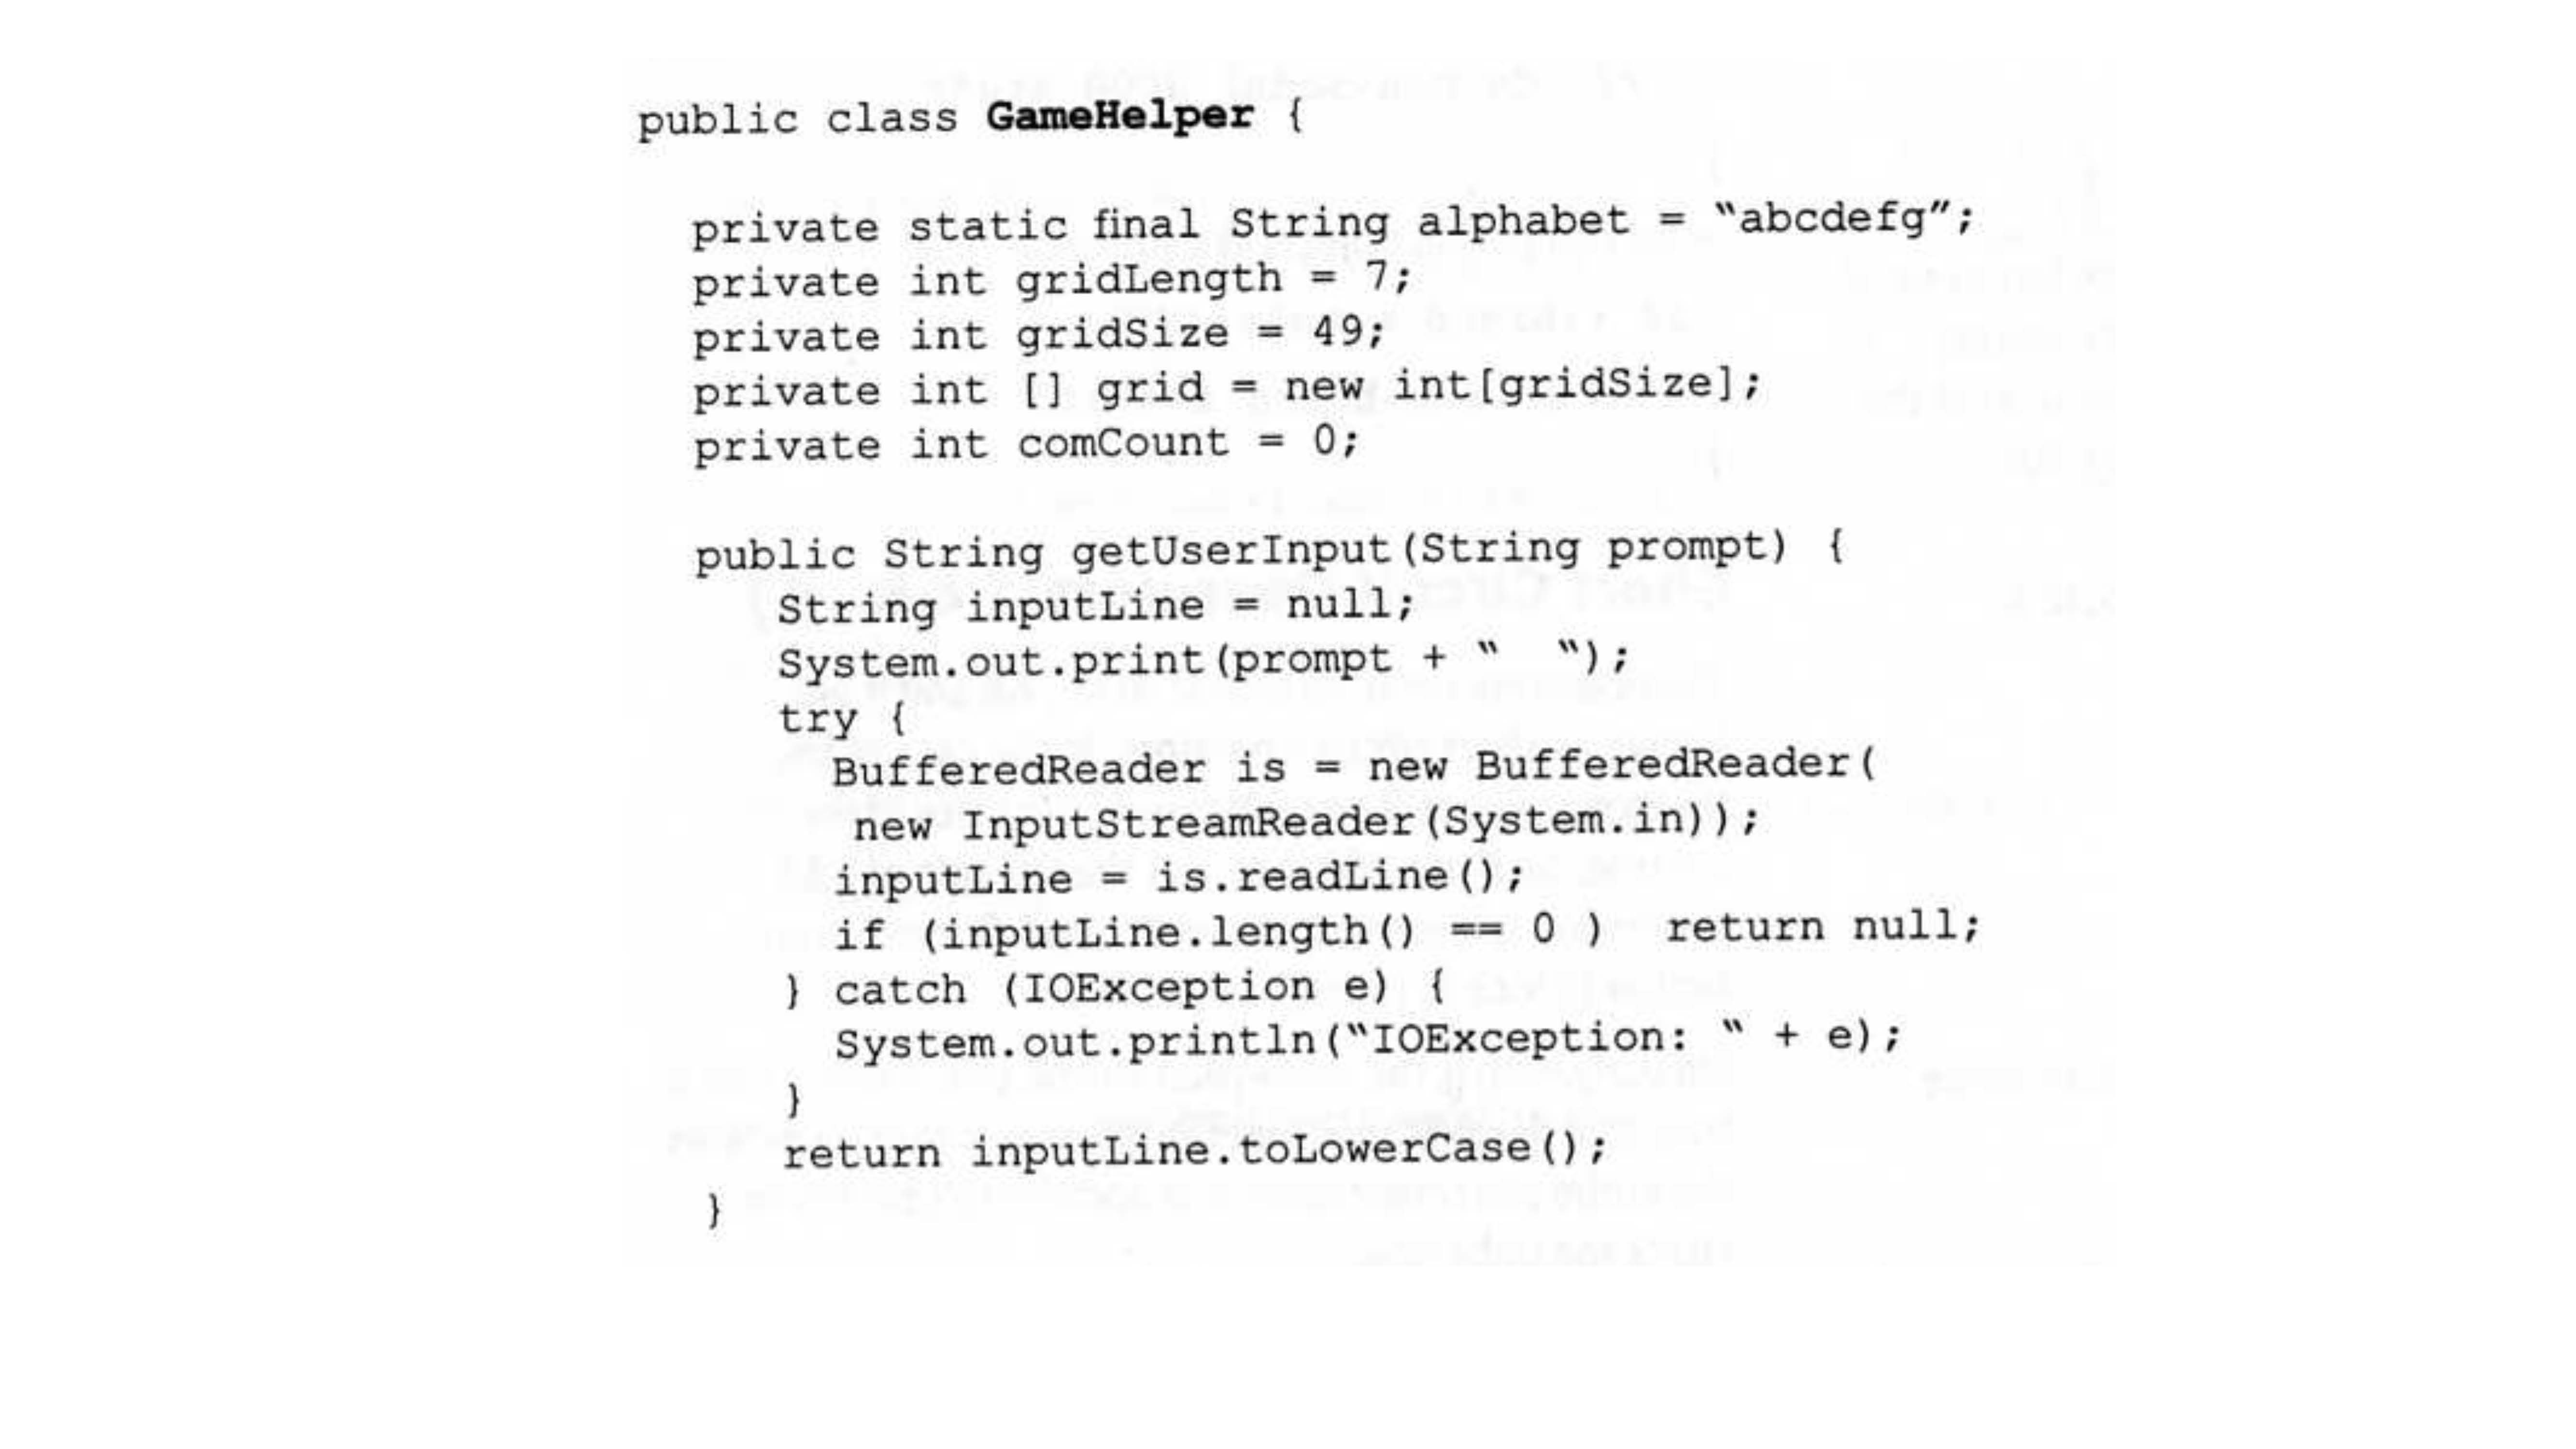 public class GameHelper {
private static final String alphabet = “abcdefg”;
private int gridLength = 7;
private int gridSize = 49;
private int [] grid = new int[gridSize];
private int comCount = 0;
public String getUserInput(String prompt) {
String inputLine = null;
System.out.print(prompt + “  “);
try {
BufferedReader is = new BufferedReader(
new InputStreamReader(System.in));
inputLine = is.readLine();
if (inputLine.length() == 0 )  return null;
} catch (IOException e) {
System.out.println(“IOException: “ + e);
}
return inputLine.toLowerCase();
}